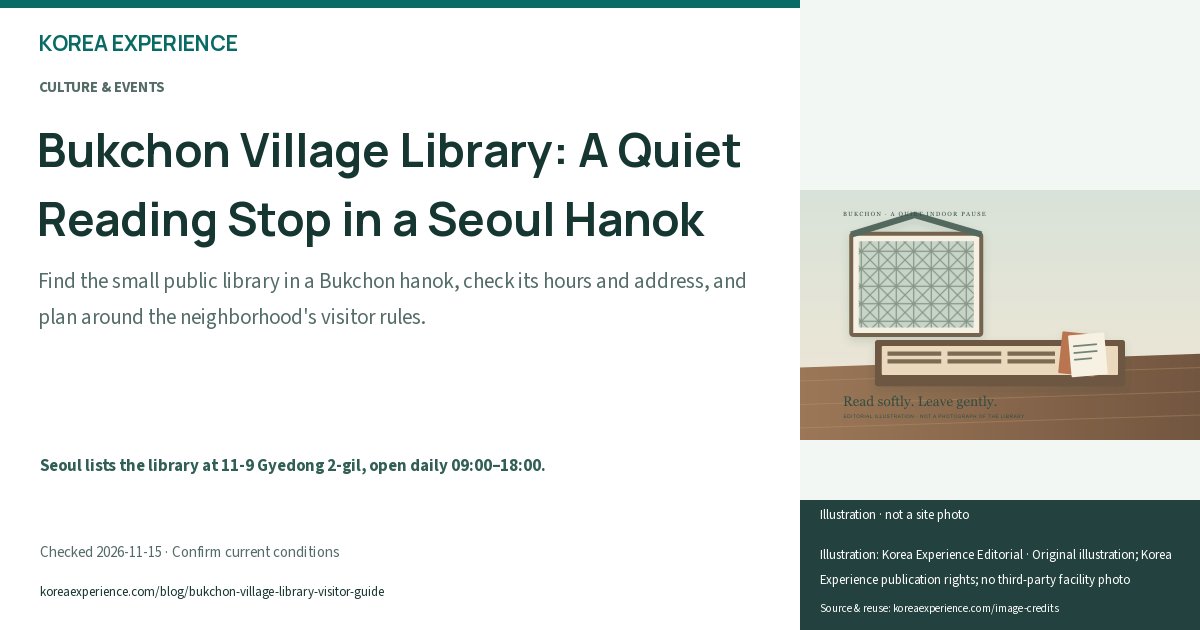 KOREA EXPERIENCE
CULTURE & EVENTS
Bukchon Village Library: A Quiet
Reading Stop in a Seoul Hanok
Find the small public library in a Bukchon hanok, check its hours and address, and
plan around the neighborhood's visitor rules.
Seoul lists the library at 11-9 Gyedong 2-gil, open daily 09:00–18:00.
Checked 2026-11-15 · Confirm current conditions
koreaexperience.com/blog/bukchon-village-library-visitor-guide
BUKCHON · A QUIET INDOOR PAUSE
Read softly. Leave gently.
EDITORIAL ILLUSTRATION · NOT A PHOTOGRAPH OF THE LIBRARY
Illustration · not a site photo
Illustration: Korea Experience Editorial · Original illustration; Korea
Experience publication rights; no third-party facility photo
Source & reuse: koreaexperience.com/image-credits